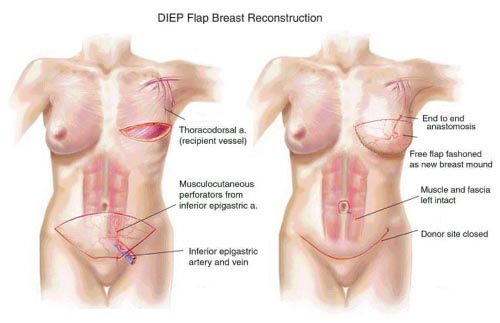 DIEP Flap Breast Reconstruction
Thoracodorsal a.
(recipient vessel)
Musculocutaneous
perforators from
inferior epigastric a.
Inferior epigastric
artery and vein
End to end
anastomosis
Free flap fashoned
as new breast mound
Muscle and fascia
left intact
Donor site closed